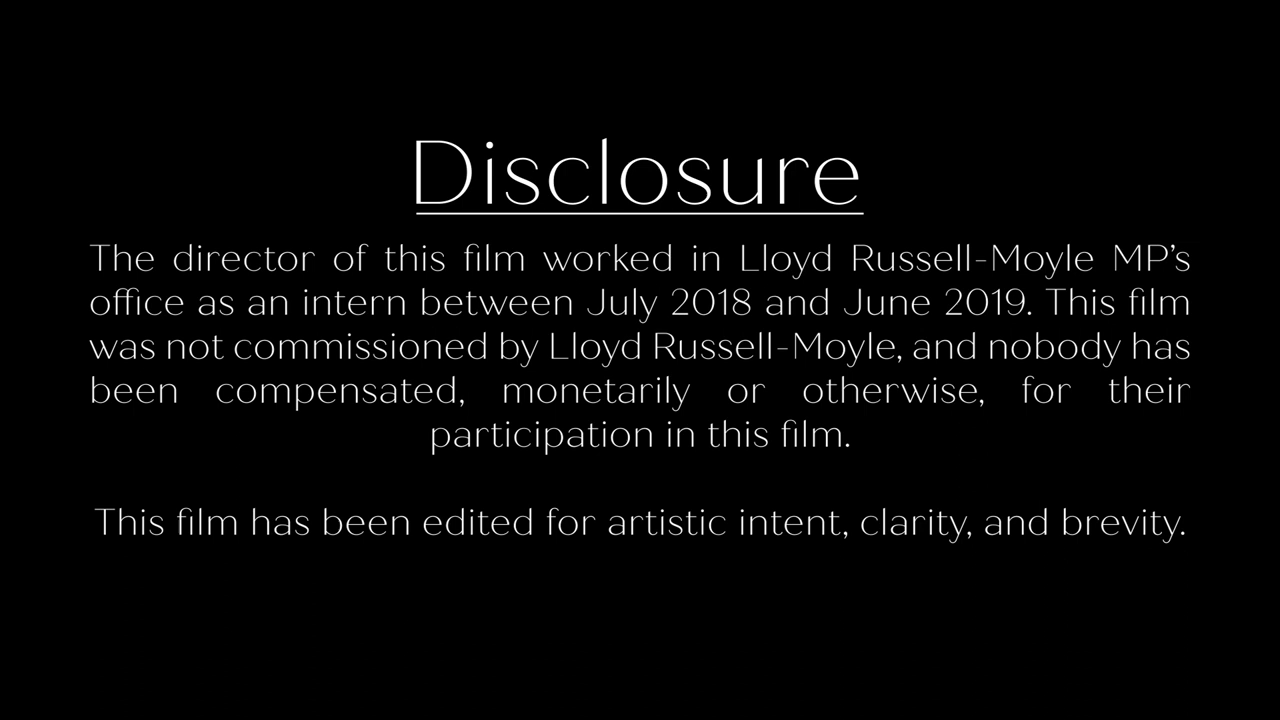 Disclosure
The director of this film worked in Lloyd Russell-Moyle MP’s
office as an intern between July 2018 and June 2019. This film
was not commissioned by Lloyd Russell-Moyle, and nobody has
been compensated, monetarily or otherwise, for their
participation in this film.
This film has been edited for artistic intent, clarity, and brevity.